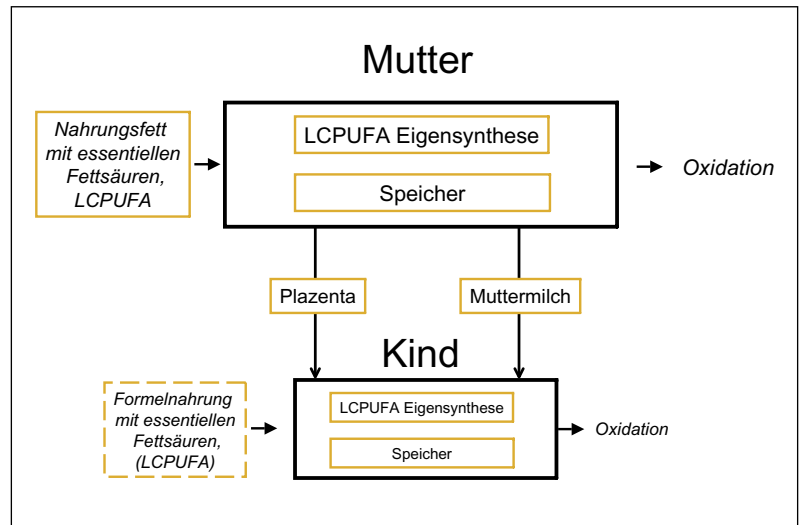 Mutter
Nahrungsfett
mit essentiellen
Fettsäuren,
LCPUFA
LCPUFA Eigensynthese
Speicher
Oxidation
Plazenta
Muttermilch
Kind
Formelnahrung
mit essentiellen
Fettsäuren,
(LCPUFA)
LCPUFA Eigensynthese
Speicher
Oxidation